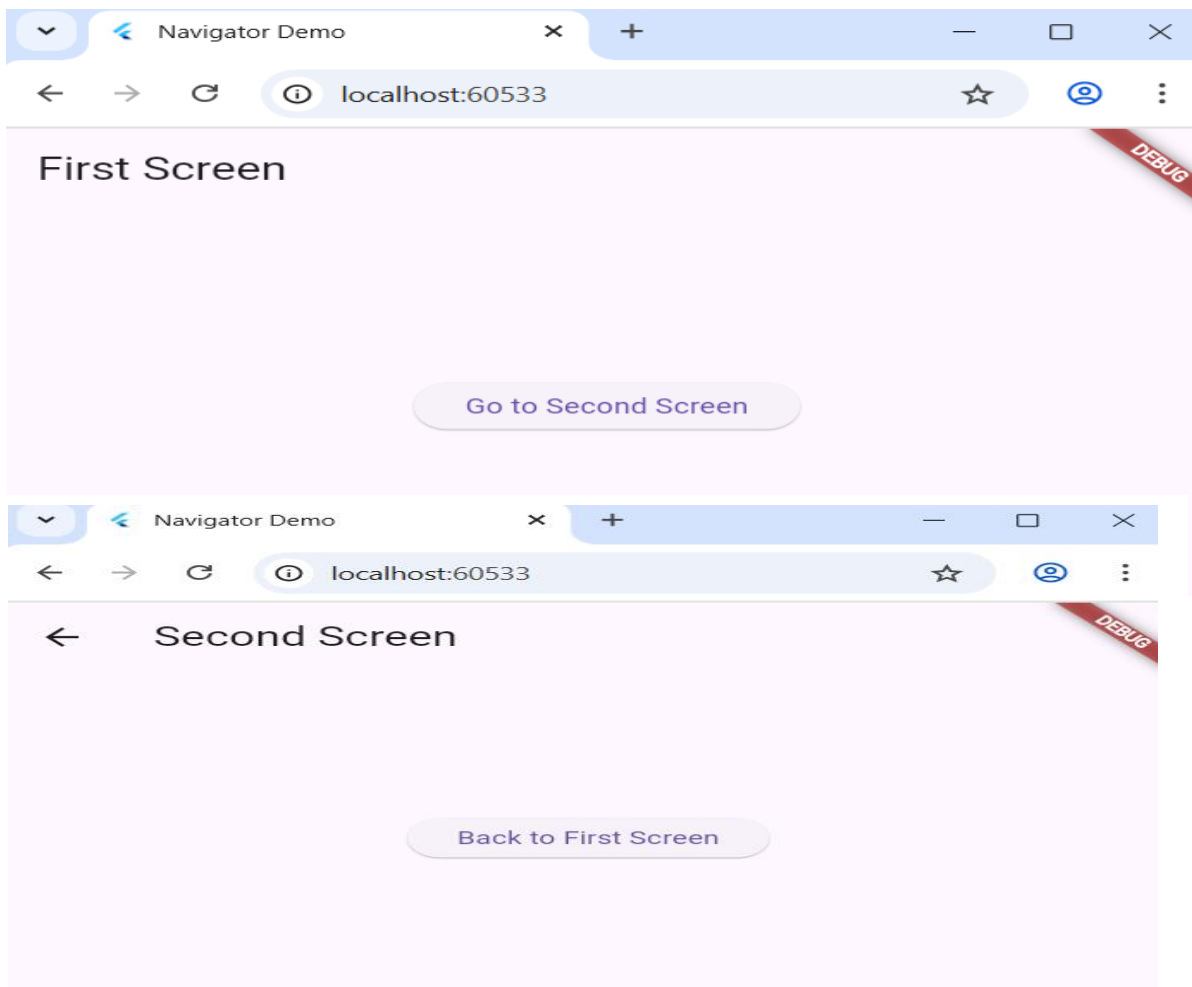 Navigator Demo
localhost:60533
First Screen
DEBUG
Go to Second Screen
Navigator Demo
localhost:60533
Second Screen
DEBUG
Back to First Screen